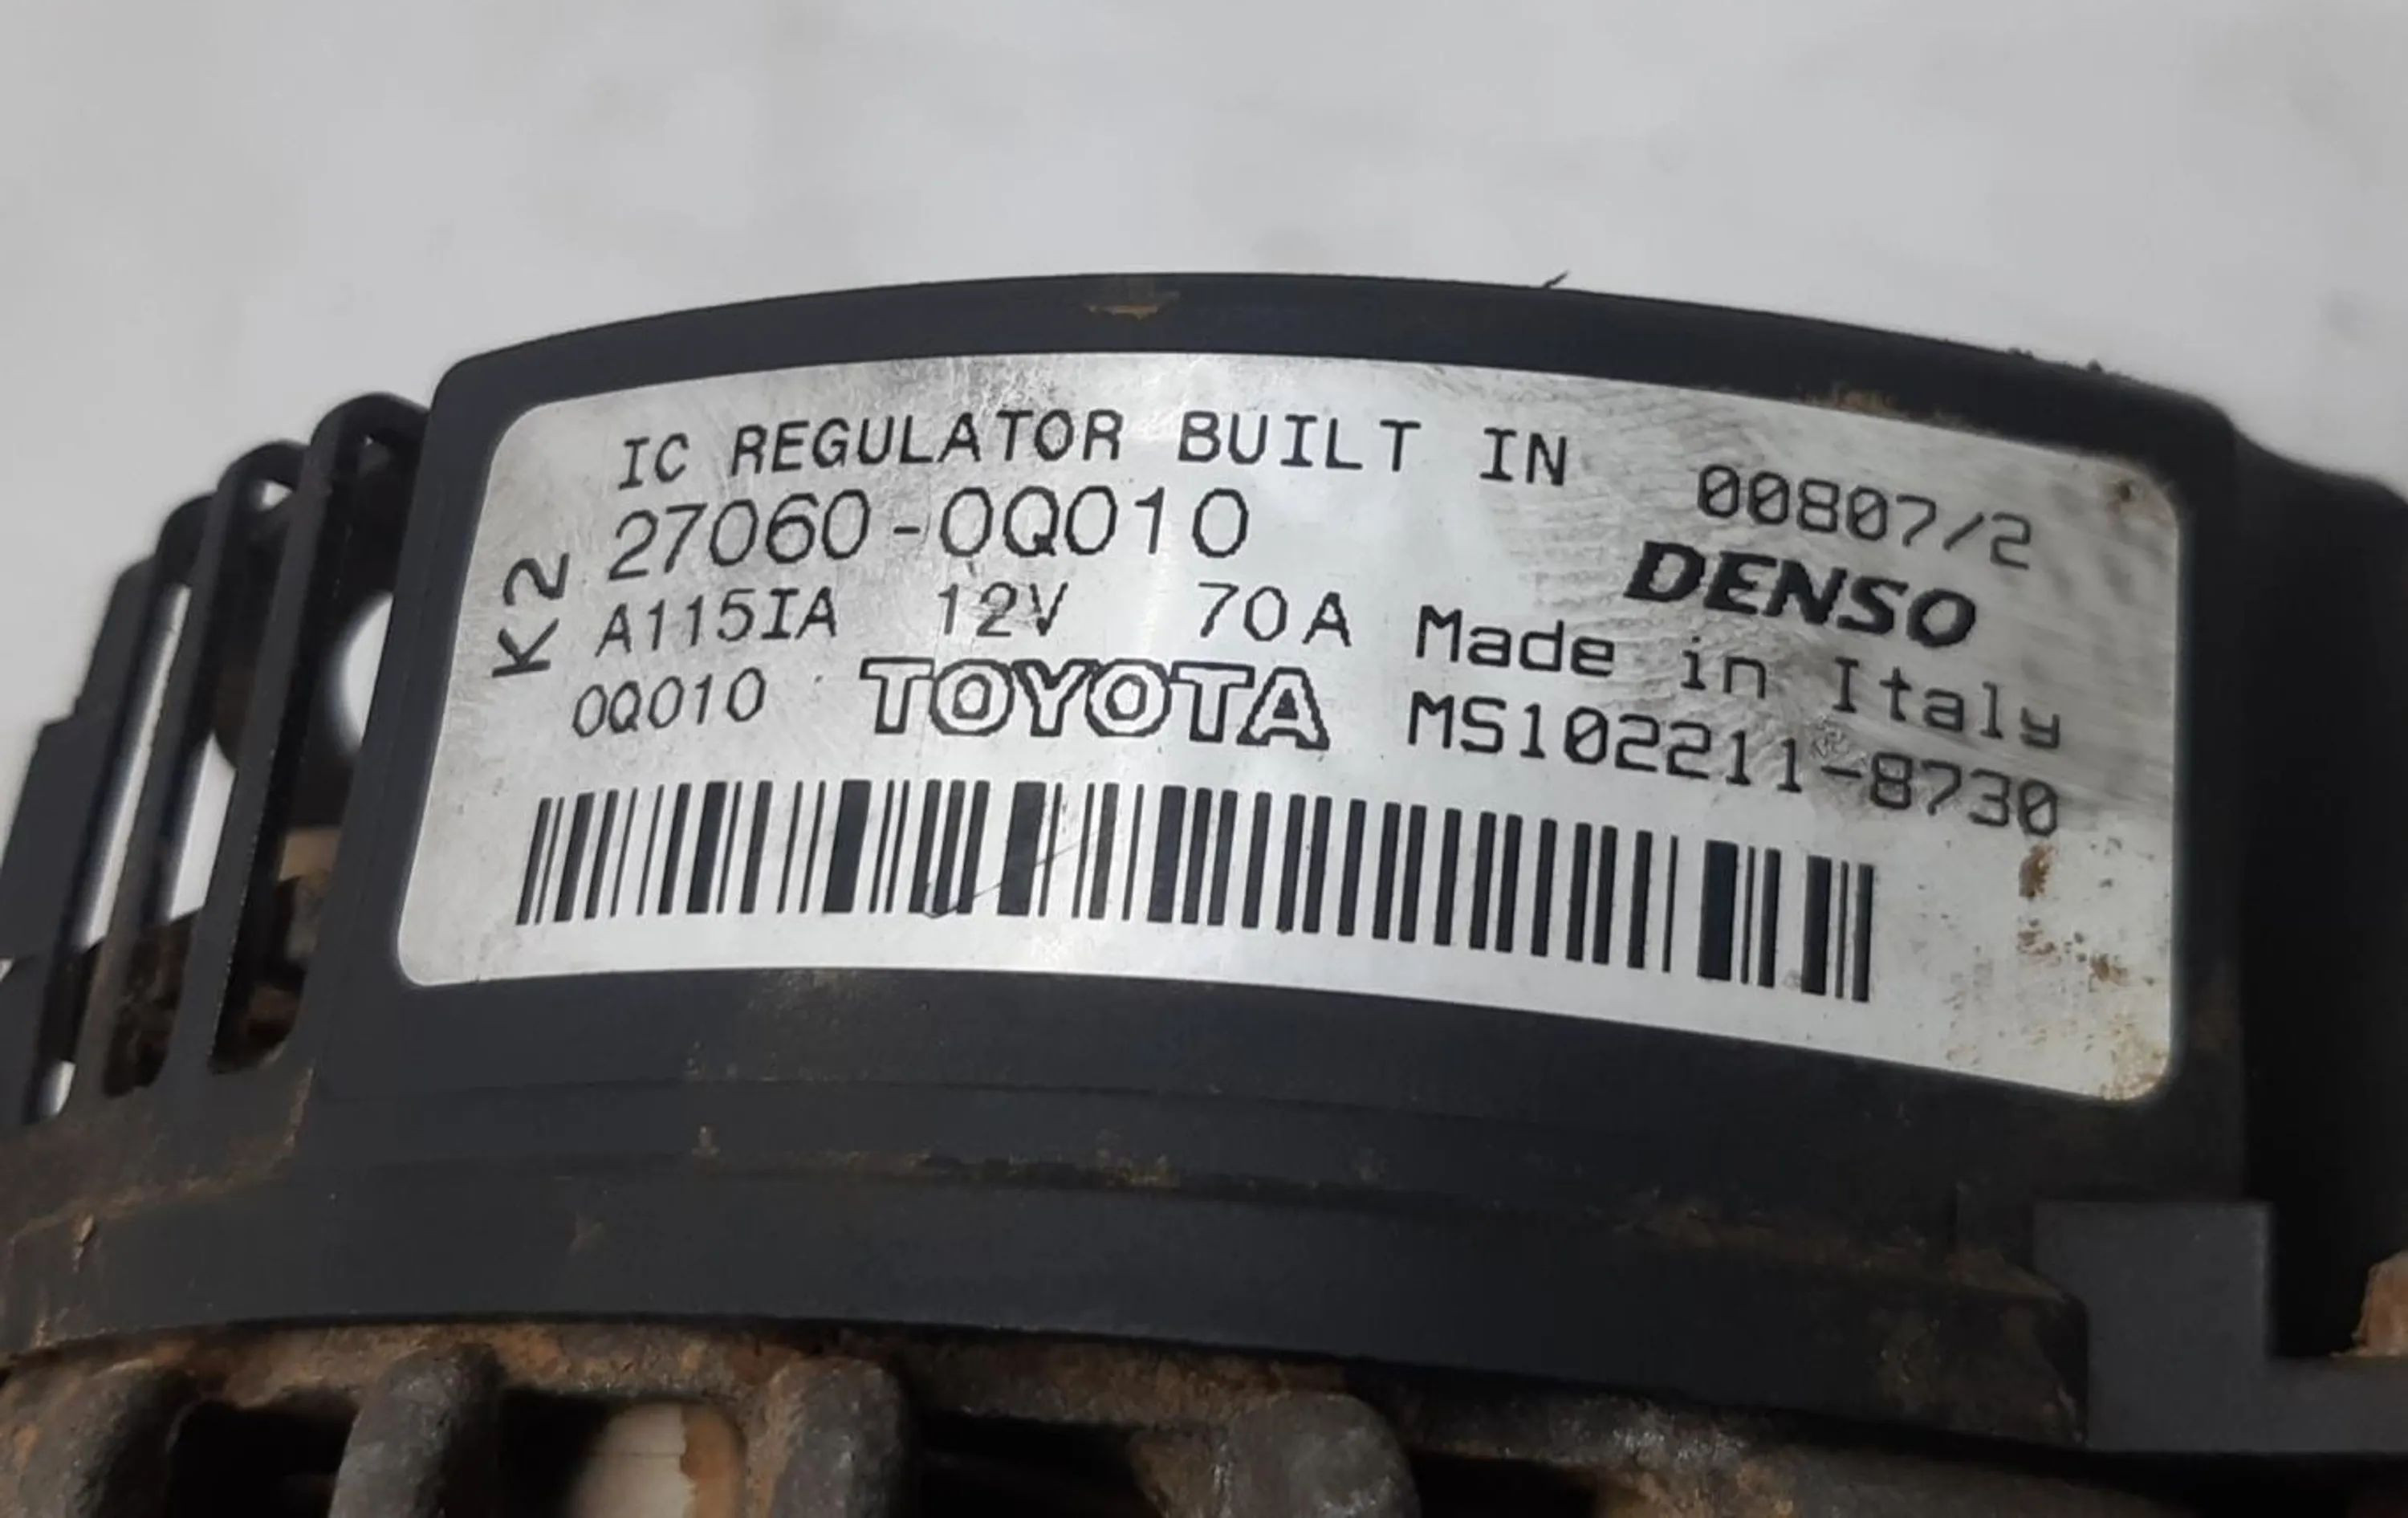 IC REGULATOR BUILT IN 00807/2
K2
27060-0Q010 DENSO
A115IA 12V 70A Made in Italy
0Q010 TOYOTA MS102211-8730